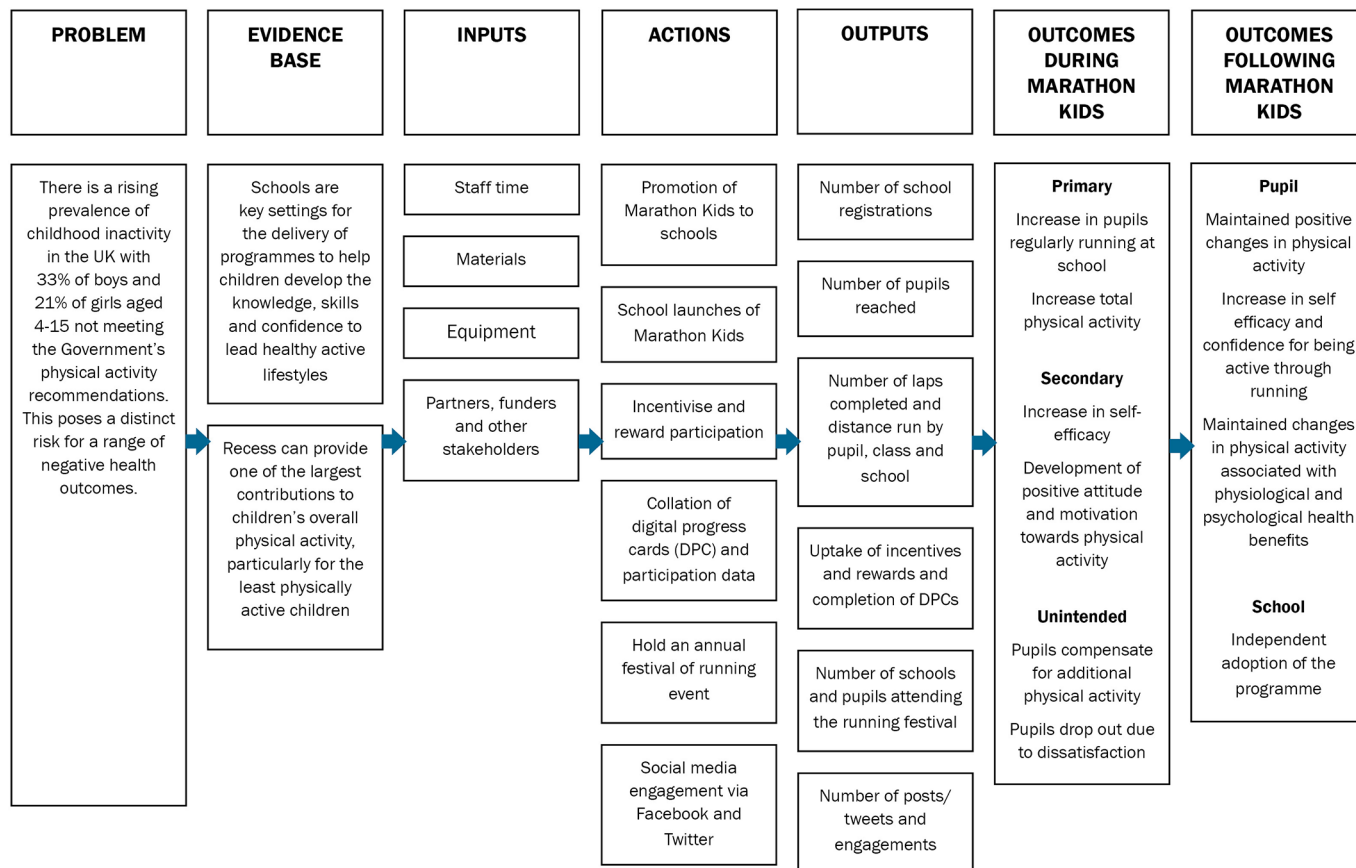 PROBLEM
EVIDENCE
BASE
INPUTS
ACTIONS
OUTPUTS
OUTCOMES
DURING
MARATHON
KIDS
OUTCOMES
FOLLOWING
MARATHON
KIDS
There is a rising
prevalence of
childhood inactivity
in the UK with
33% of boys and
21% of girls aged
4-15 not meeting
the Government's
physical activity
recommendations.
This poses a distinct
risk for a range of
negative health
outcomes.
Schools are
key settings for
the delivery of
programmes to help
children develop the
knowledge, skills
and confidence to
lead healthy active
lifestyles
Recess can provide
one of the largest
contributions to
children's overall
physical activity,
particularly for the
least physically
active children
Staff time
Materials
Equipment
Partners, funders
and other
stakeholders
Promotion of
Marathon Kids to
schools
School launches of
Marathon Kids
Incentivise and
reward participation
Collation of
digital progress
cards (DPC) and
participation data
Hold an annual
festival of running
event
Social media
engagement via
Facebook and
Twitter
Number of school
registrations
Number of pupils
reached
Number of laps
completed and
distance run by
pupil, class and
school
Uptake of incentives
and rewards and
completion of DPCs
Number of schools
and pupils attending
the running festival
Number of posts/
tweets and
engagements
Primary
Increase in pupils
regularly running at
school
Increase total
physical activity
Secondary
Increase in self-
efficacy
Development of
positive attitude
and motivation
towards physical
activity
Unintended
Pupils compensate
for additional
physical activity
Pupils drop out due
to dissatisfaction
Pupil
Maintained positive
changes in physical
activity
Increase in self
efficacy and
confidence for being
active through
running
Maintained changes
in physical activity
associated with
physiological and
psychological health
benefits
School
Independent
adoption of the
programme